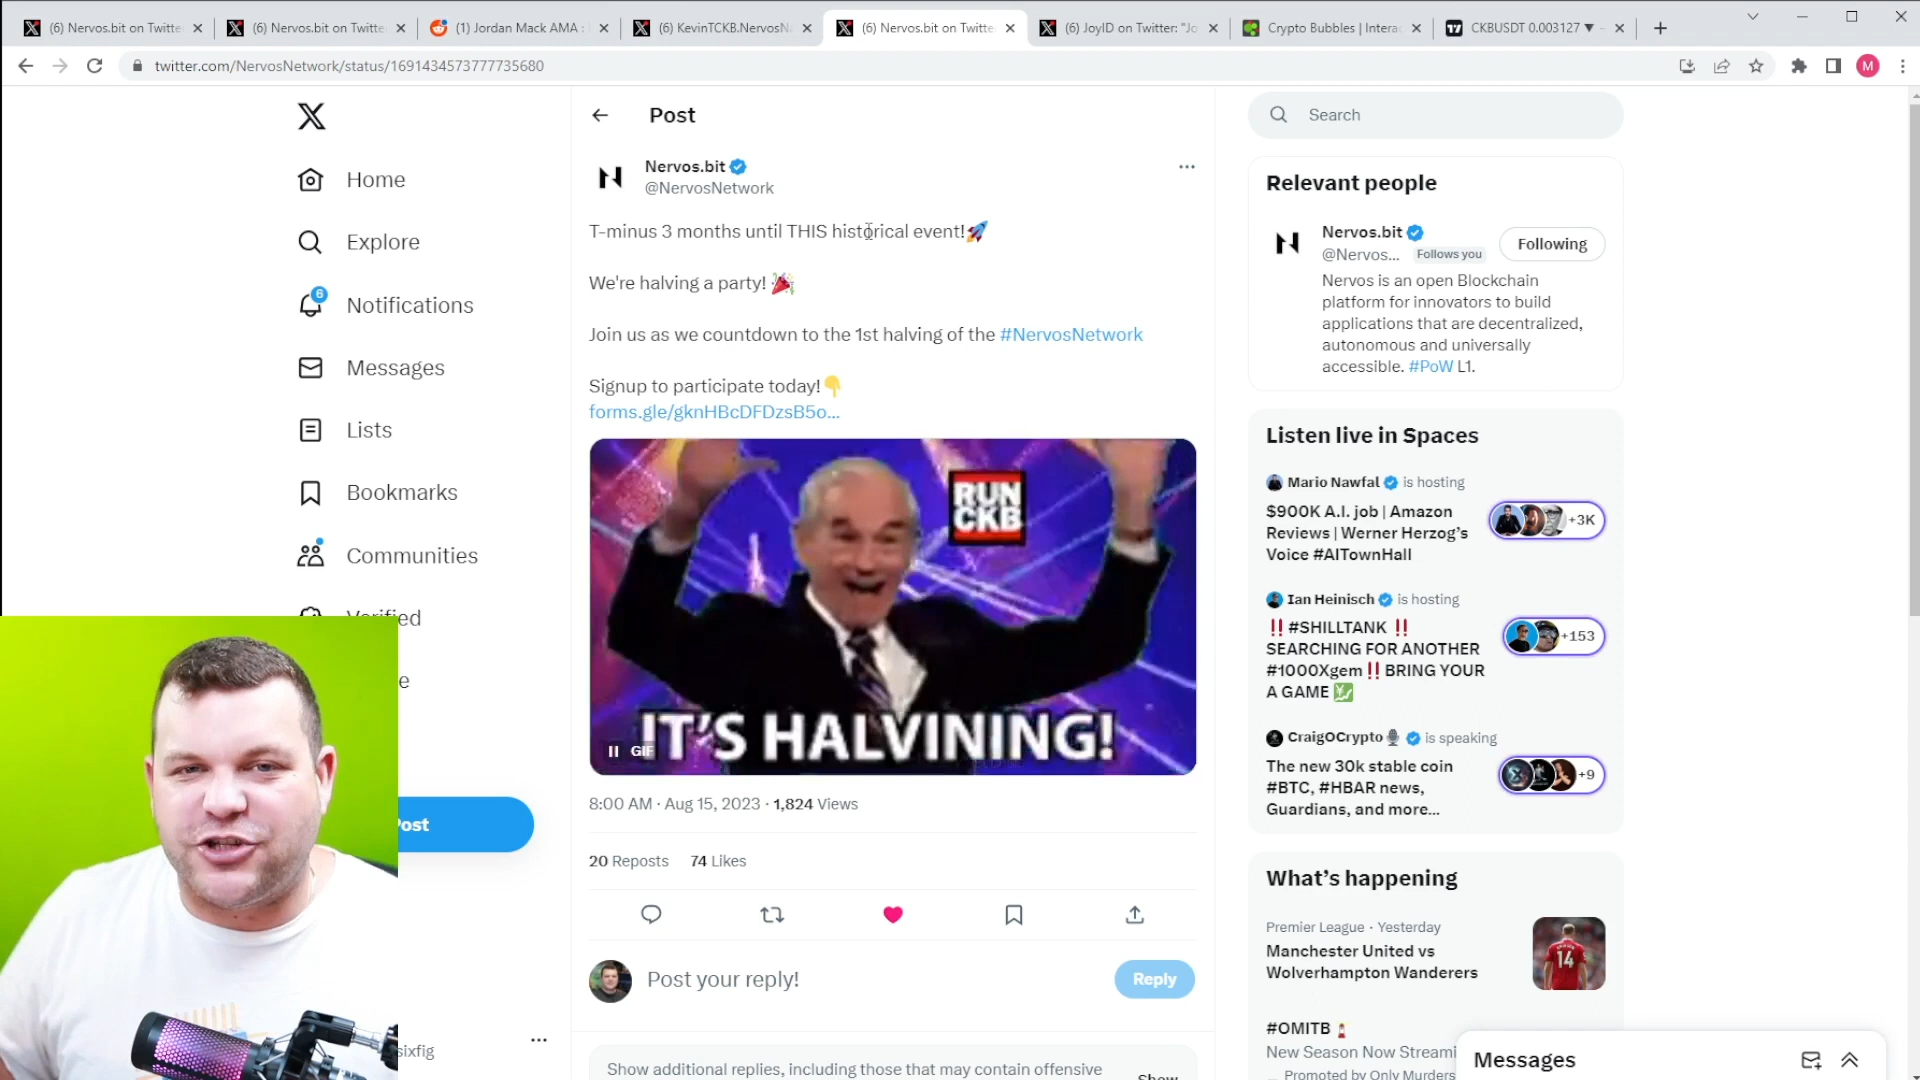 (6) Nervos.bit on Twitte
(6) Nervos.bit on Twitte
(1) Jordan Mack AMA :
(6) KevinTCKB.NervosN
(6) Nervos.bit on Twitte
(6) JoyID on Twitter: "Jo
Crypto Bubbles | Intera
CKBUSDT 0.003127 ▼ -
twitter.com/NervosNetwork/status/1691434573777735680
M
Home
Explore
6
Notifications
Messages
Lists
Bookmarks
Communities
Verified
e
Post
sixfig
Post
Nervos.bit
@NervosNetwork
T-minus 3 months until THIS historical event!🚀
We're halving a party! 🎉
Join us as we countdown to the 1st halving of the #NervosNetwork
Signup to participate today!👇
forms.gle/gknHBcDFDzsB5o...
RUN
CKB
IT'S HALVINING!
GIF
8:00 AM · Aug 15, 2023 · 1,824 Views
20 Reposts 74 Likes
Post your reply!
Reply
Show additional replies, including those that may contain offensive
Show
Search
Relevant people
Nervos.bit
@Nervos... Follows you
Following
Nervos is an open Blockchain
platform for innovators to build
applications that are decentralized,
autonomous and universally
accessible. #PoW L1.
Listen live in Spaces
Mario Nawfal is hosting
$900K A.I. job | Amazon
Reviews | Werner Herzog's
Voice #AITownHall
+3K
Ian Heinisch is hosting
‼️ #SHILLTANK ‼️
SEARCHING FOR ANOTHER
#1000Xgem‼️BRING YOUR
A GAME 💹
+153
CraigOCrypto🎙 is speaking
The new 30k stable coin
#BTC, #HBAR news,
Guardians, and more...
+9
What's happening
Premier League · Yesterday
Manchester United vs
Wolverhampton Wanderers
14
#OMITB
New Season Now Streami
Promoted by Only Murders
Messages